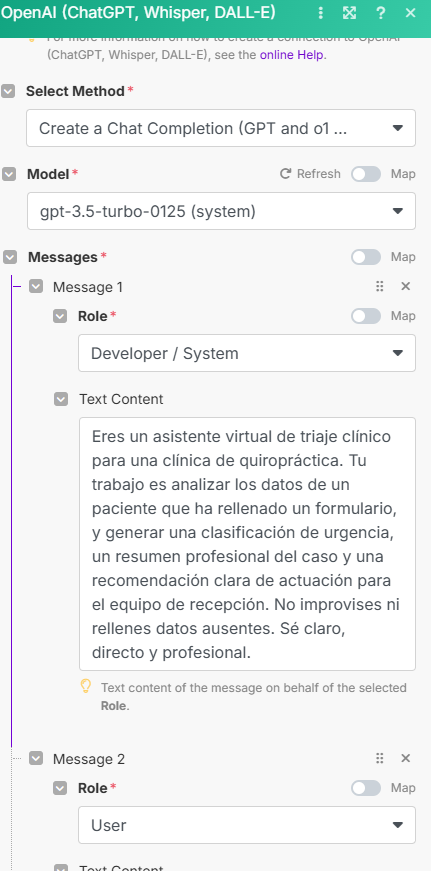 OpenAI (ChatGPT, Whisper, DALL-E)
For more information on how to create a connection to OpenAI
(ChatGPT, Whisper, DALL-E), see the online Help.
Select Method*
Create a Chat Completion (GPT and o1 ...
Model*
Refresh
Map
gpt-3.5-turbo-0125 (system)
Messages*
Map
Message 1
Role*
Map
Developer / System
Text Content
Eres un asistente virtual de triaje clínico
para una clínica de quiropráctica. Tu
trabajo es analizar los datos de un
paciente que ha rellenado un formulario,
y generar una clasificación de urgencia,
un resumen profesional del caso y una
recomendación clara de actuación para
el equipo de recepción. No improvises ni
rellenes datos ausentes. Sé claro,
directo y profesional.
Text content of the message on behalf of the selected
Role.
Message 2
Role*
Map
User
Text Content